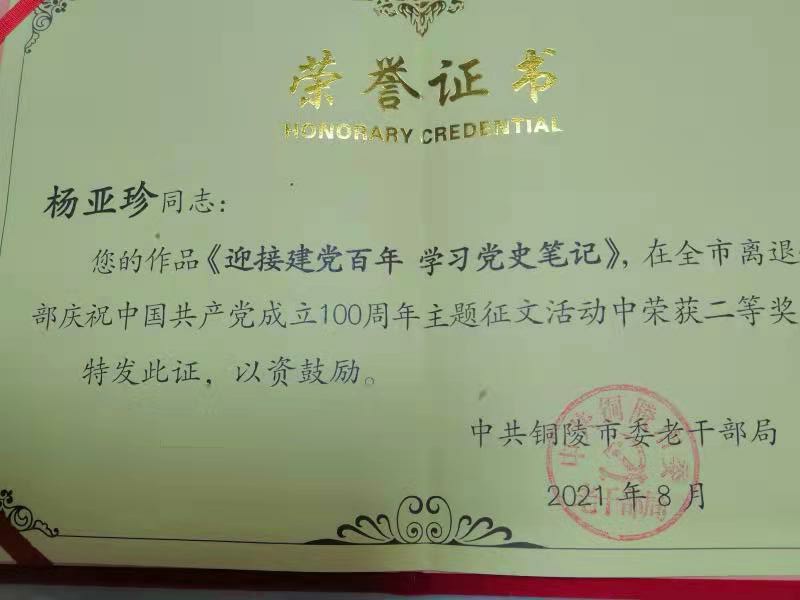 荣誉证书
HONORARY CREDENTIAL
杨亚珍同志：
您的作品《迎接建党百年 学习党史笔记》，在全市离退
部庆祝中国共产党成立100周年主题征文活动中荣获二等奖
特发此证，以资鼓励。
中共铜陵市委老干部局
2021年8月